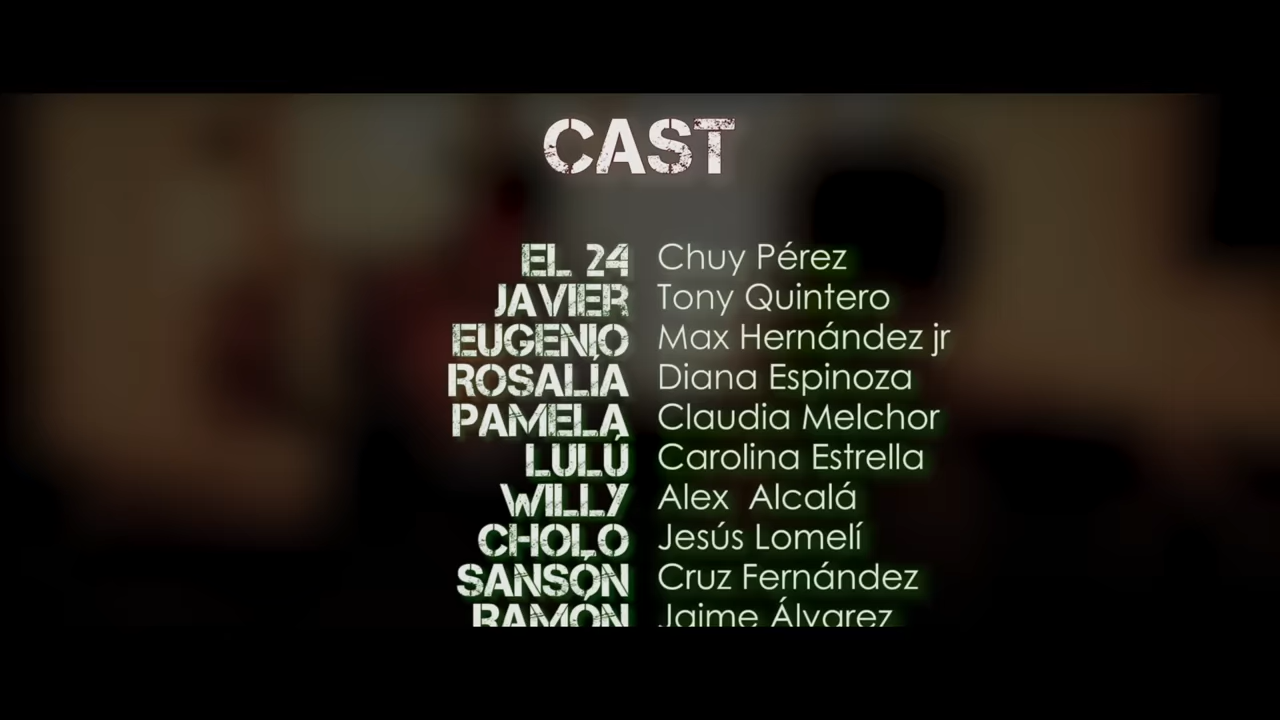 CAST
EL 24 Chuy Pérez
JAVIER Tony Quintero
EUGENIO Max Hernández jr
ROSALÍA Diana Espinoza
PAMELA Claudia Melchor
LULÚ Carolina Estrella
WILLY Alex Alcalá
CHOLO Jesús Lomelí
SANSÓN Cruz Fernández
RAMÓN Jaime Álvarez